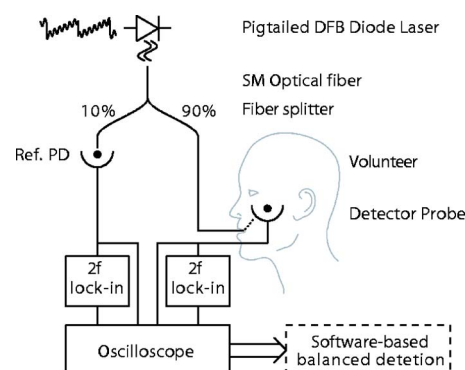 Pigtailed DFB Diode Laser
SM Optical fiber
10%
90%
Fiber splitter
Ref. PD
Volunteer
Detector Probe
2f
lock-in
2f
lock-in
Oscilloscope
Software-based
balanced detetion